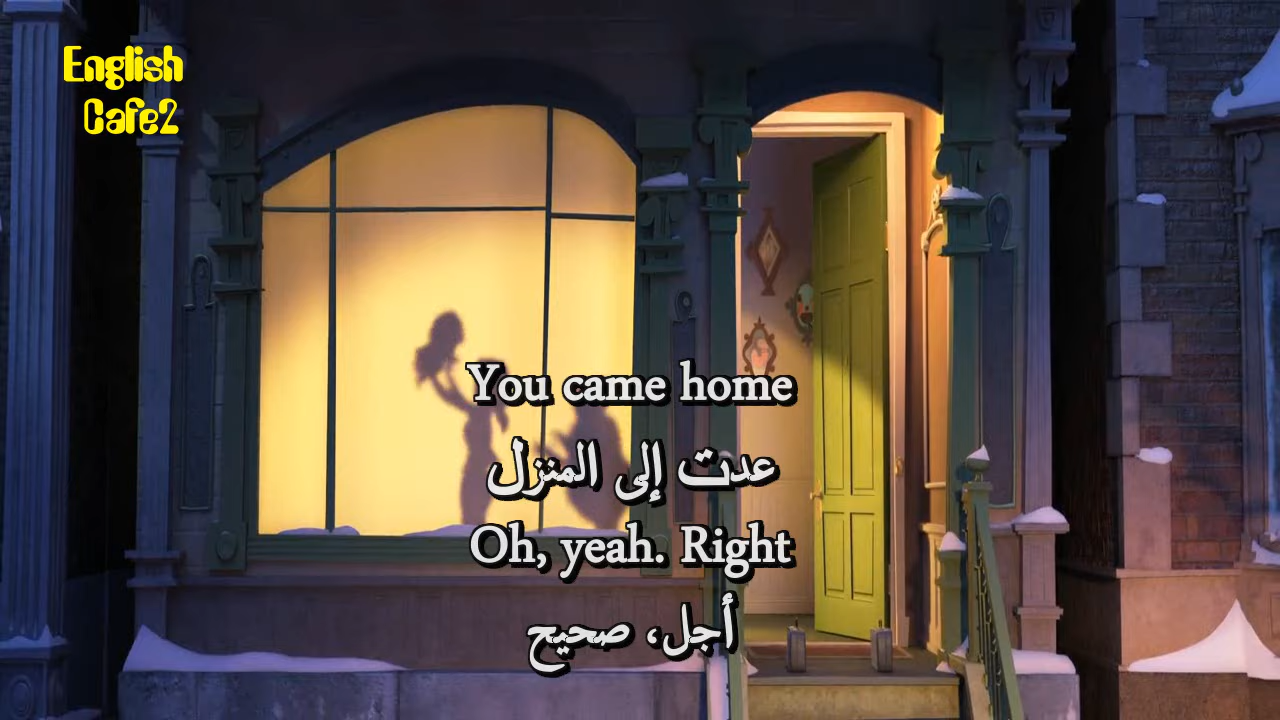 English
Cafe2
You came home
عدت إلى المنزل
Oh, yeah. Right
أجل، صحيح